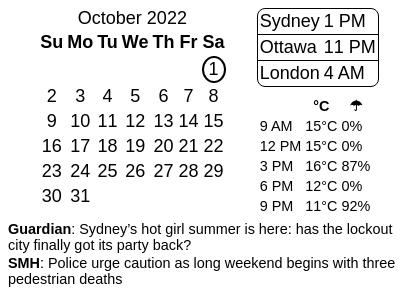 October 2022
Su Mo Tu We Th Fr Sa
1
2 3 4 5 6 7 8
9 10 11 12 13 14 15
16 17 18 19 20 21 22
23 24 25 26 27 28 29
30 31
Sydney 1 PM
Ottawa 11 PM
London 4 AM
°C ☂
9 AM 15°C 0%
12 PM 15°C 0%
3 PM 16°C 87%
6 PM 12°C 0%
9 PM 11°C 92%
Guardian: Sydney’s hot girl summer is here: has the lockout
city finally got its party back?
SMH: Police urge caution as long weekend begins with three
pedestrian deaths